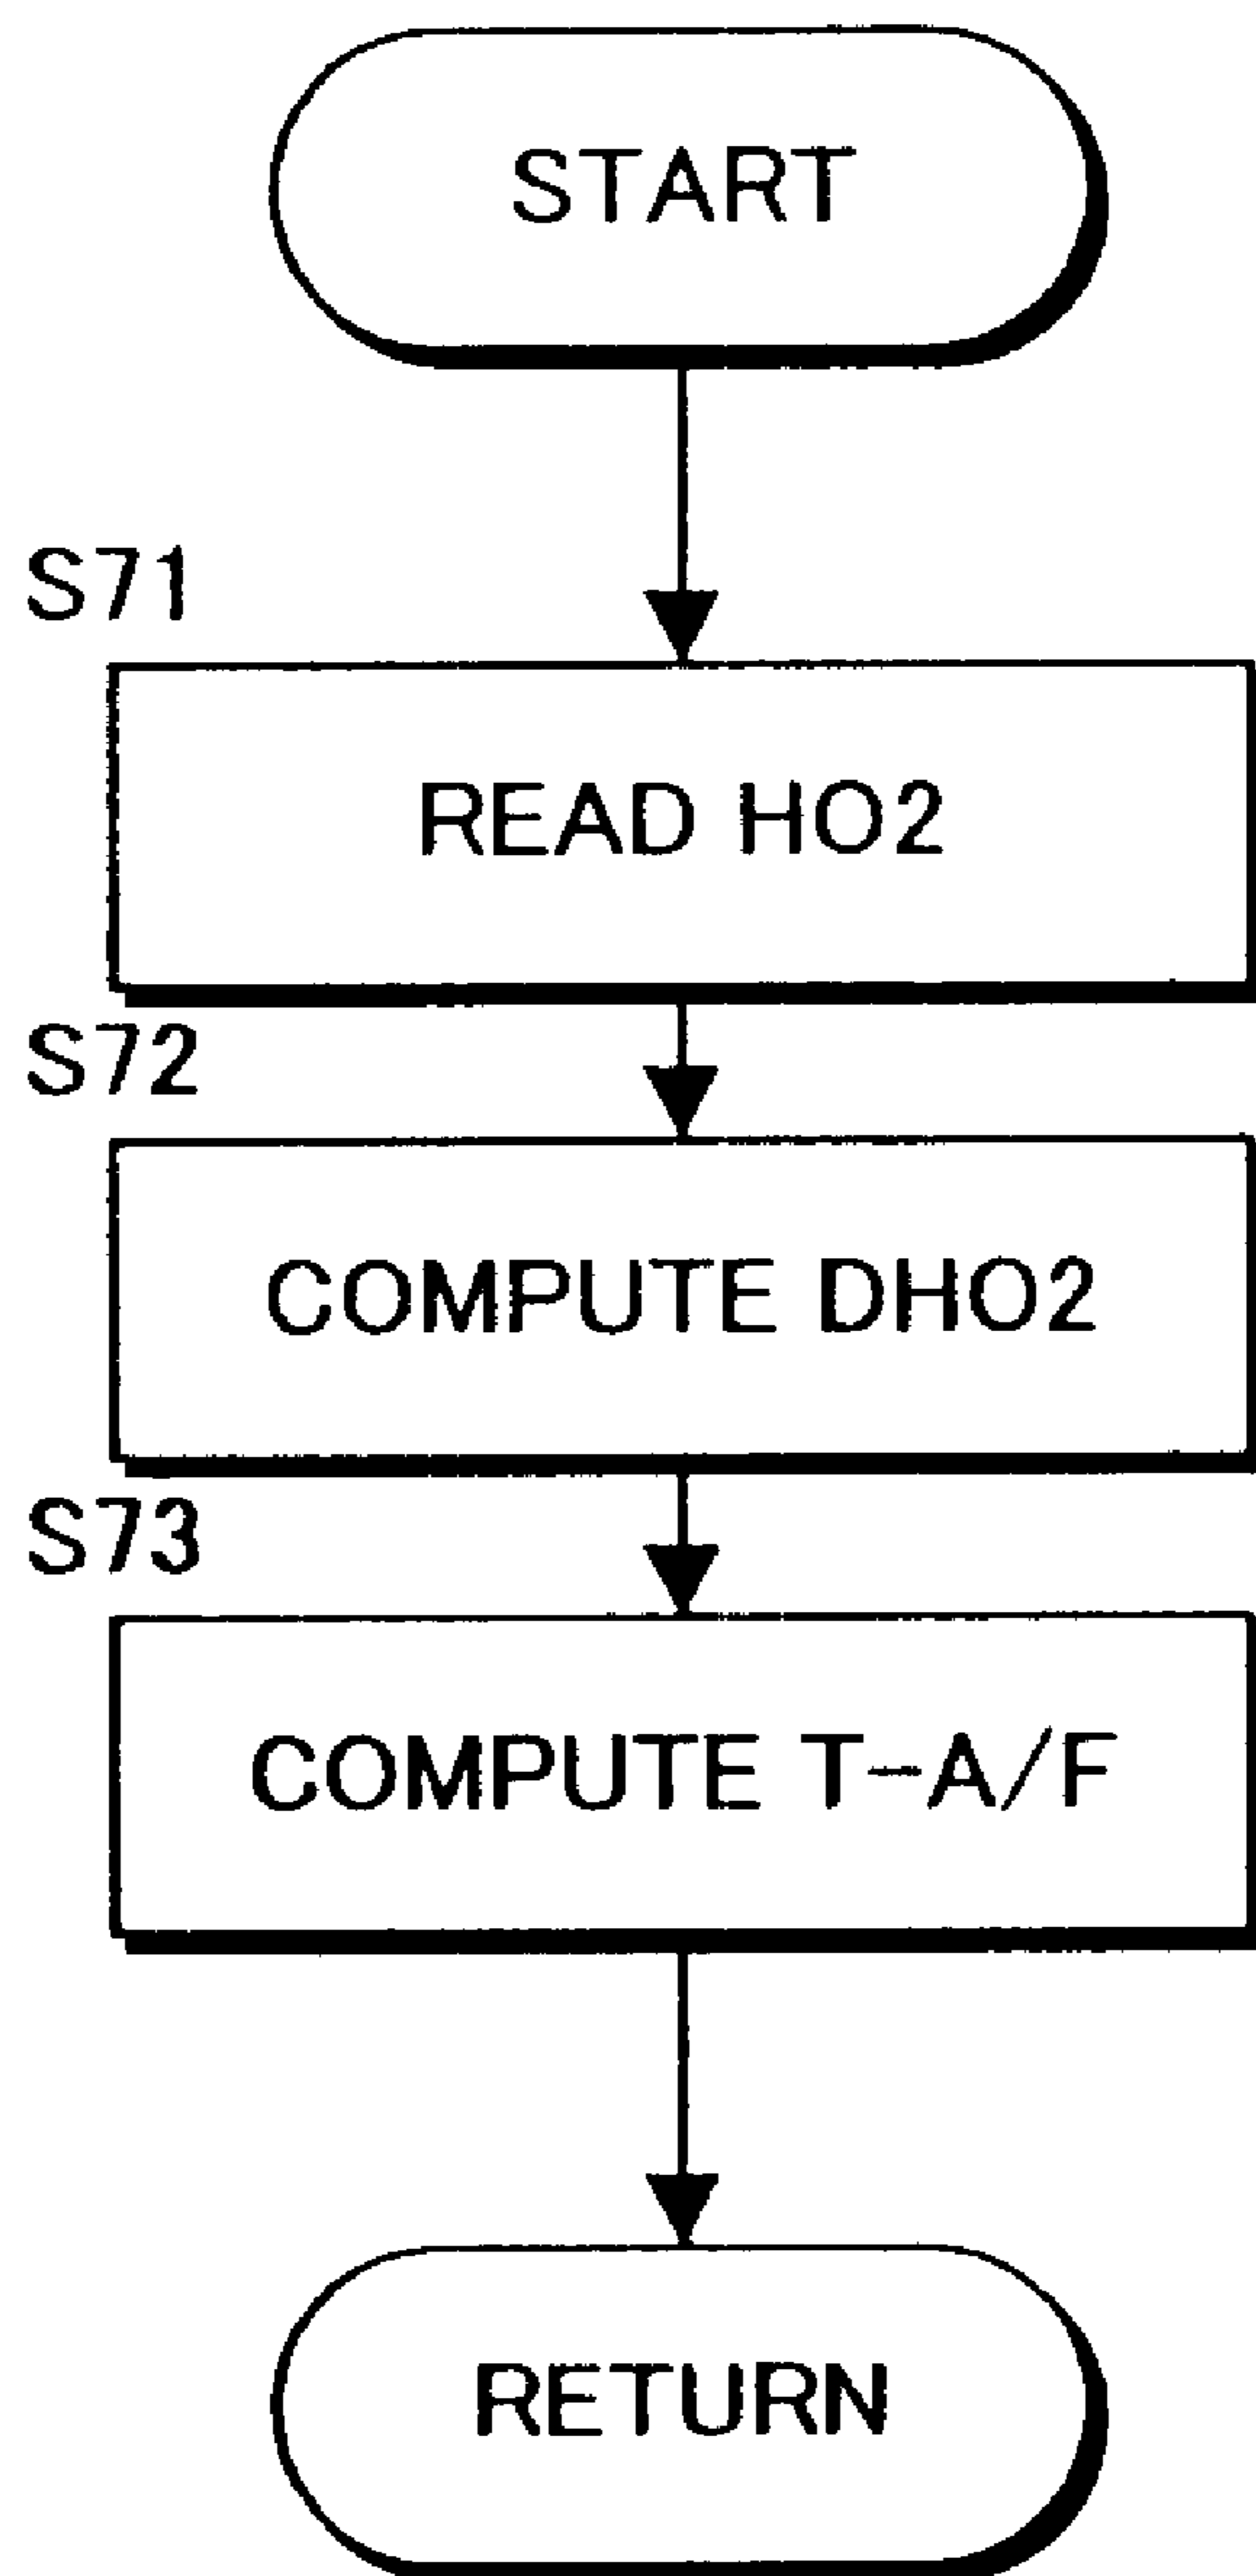 START
S71
READ HO2
S72
COMPUTE DHO2
S73
COMPUTE T-A/F
RETURN